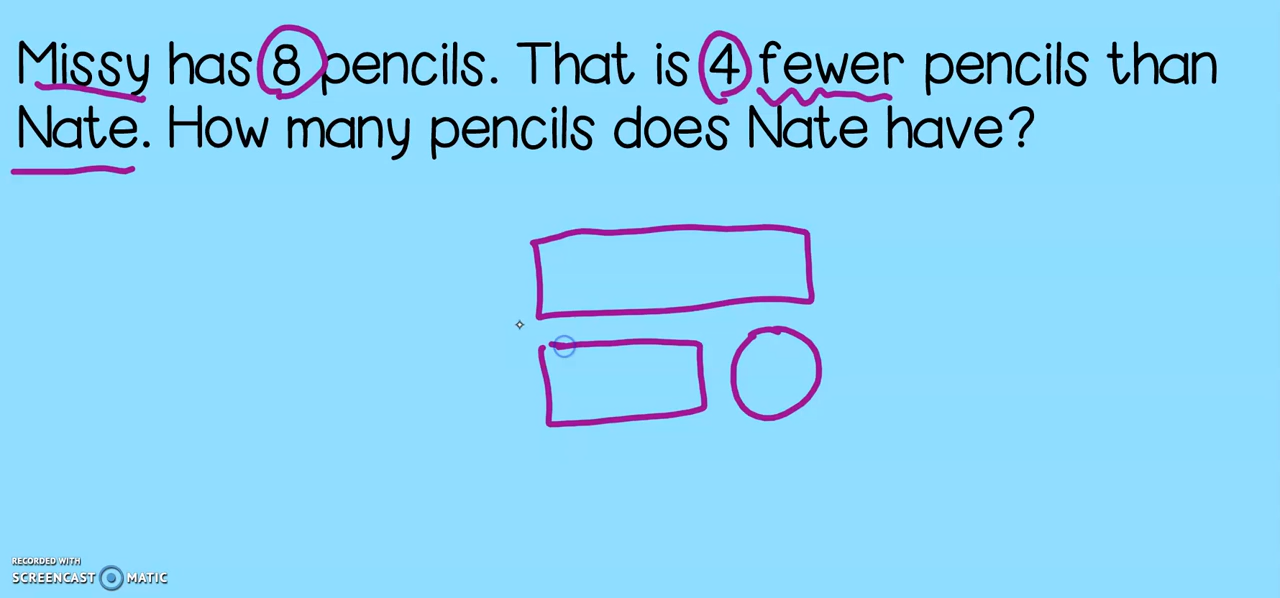 Missy has 8 pencils. That is 4 fewer pencils than
Nate. How many pencils does Nate have?
RECORDED WITH
SCREENCAST MATIC